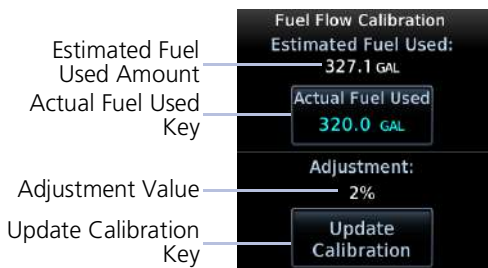 Fuel Flow Calibration
Estimated Fuel Used:
327.1 GAL
Actual Fuel Used
320.0 GAL
Adjustment:
2%
Update
Calibration
Estimated Fuel
Used Amount
Actual Fuel Used
Key
Adjustment Value
Update Calibration
Key